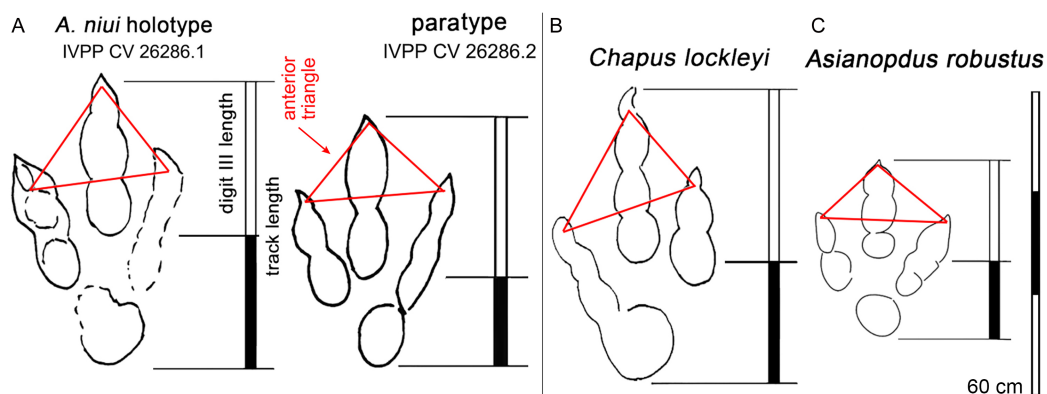 A
A. niui holotype
IVPP CV 26286.1
paratype
IVPP CV 26286.2
anterior
triangle
digit III length
track length
B
Chapus lockleyi
C
Asianopdus robustus
60 cm